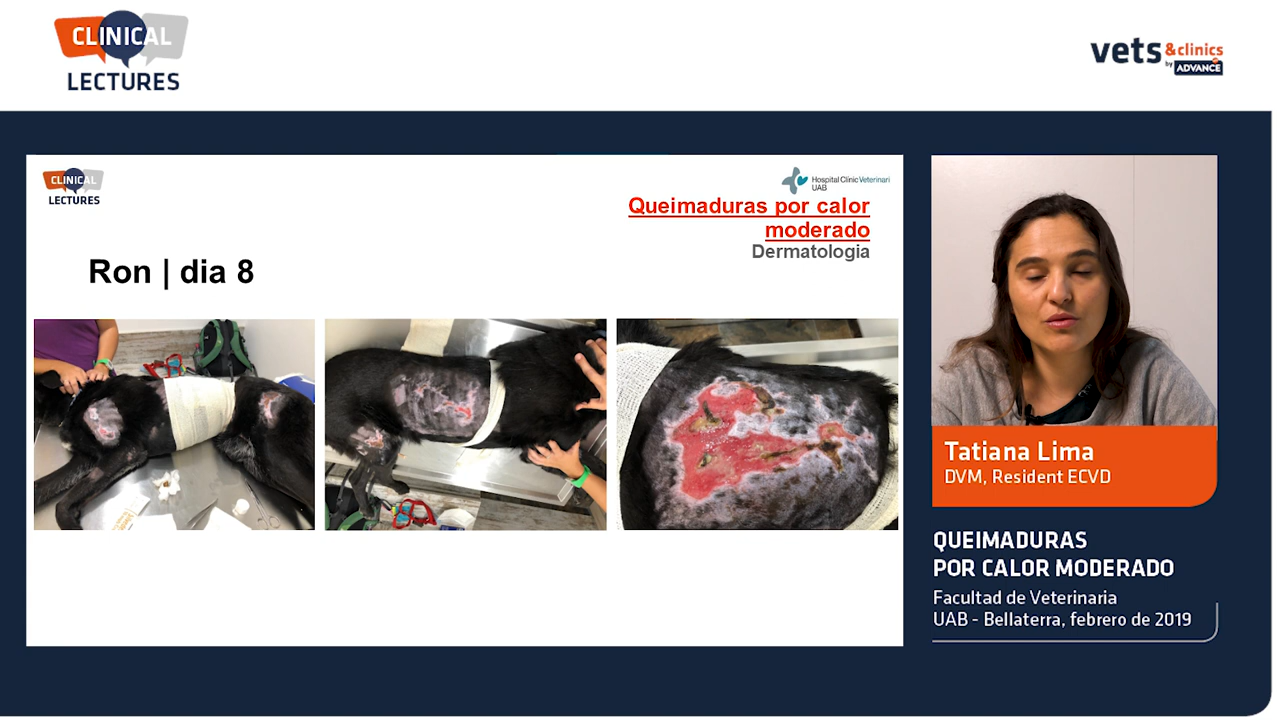 CLINICAL
LECTURES
vets &clinics
by ADVANCE
CLINICAL
LECTURES
Hospital Clínic Veterinari
UAB
Queimaduras por calor
moderado
Dermatologia
Ron | dia 8
Tatiana Lima
DVM, Resident ECVD
QUEIMADURAS
POR CALOR MODERADO
Facultad de Veterinaria
UAB - Bellaterra, febrero de 2019